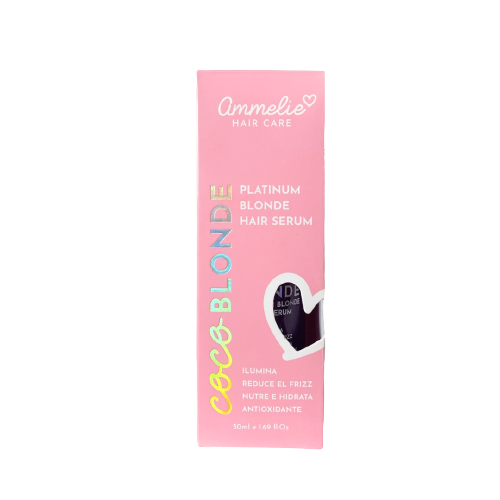 ammelie
HAIR CARE
COCO BLONDE
PLATINUM
BLONDE
HAIR SERUM
NDE
BLONDE
SERUM
ILUMINA
REDUCE EL FRIZZ
NUTRE E HIDRATA
ANTIOXIDANTE
50ml e 1.69 fl.Oz